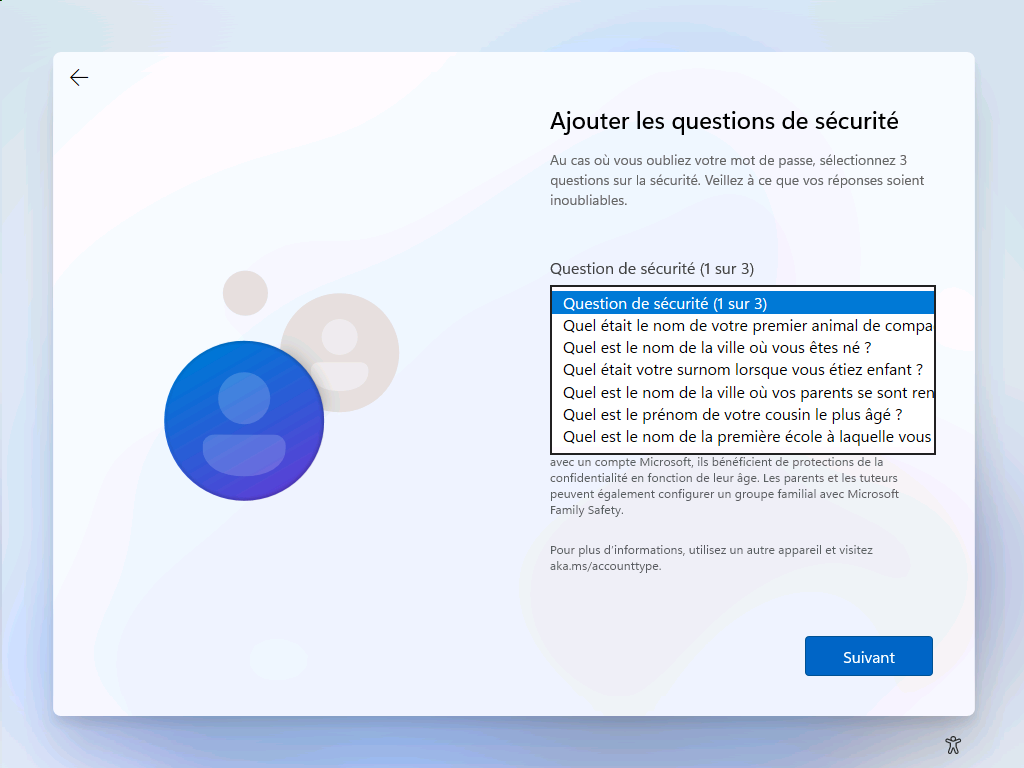 Ajouter les questions de sécurité
Au cas où vous oubliez votre mot de passe, sélectionnez 3
questions sur la sécurité. Veillez à ce que vos réponses soient
inoubliables.
Question de sécurité (1 sur 3)
Question de sécurité (1 sur 3)
Quel était le nom de votre premier animal de compa
Quel est le nom de la ville où vous êtes né ?
Quel était votre surnom lorsque vous étiez enfant ?
Quel est le nom de la ville où vos parents se sont ren
Quel est le prénom de votre cousin le plus âgé ?
Quel est le nom de la première école à laquelle vous
avec un compte Microsoft, ils bénéficient de protections de la
confidentialité en fonction de leur âge. Les parents et les tuteurs
peuvent également configurer un groupe familial avec Microsoft
Family Safety.
Pour plus d'informations, utilisez un autre appareil et visitez
aka.ms/accounttype.
Suivant